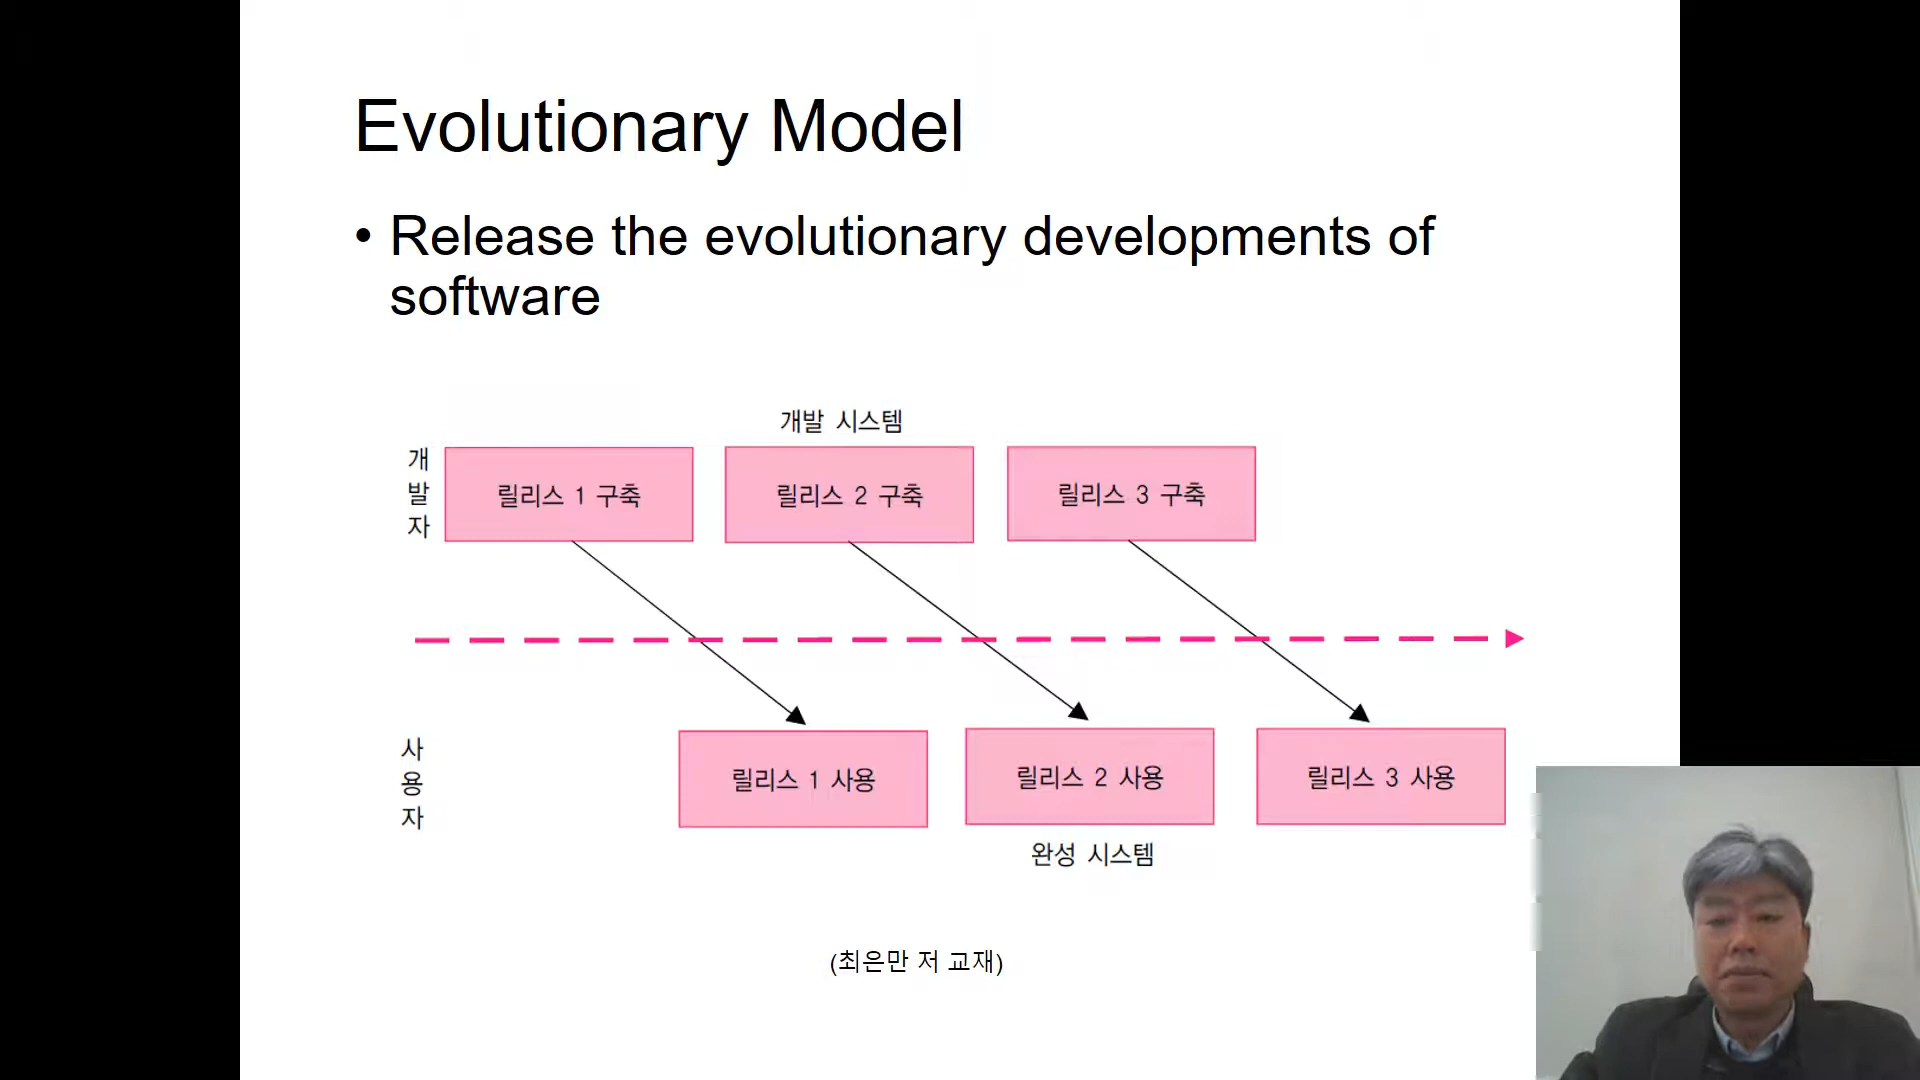 Evolutionary Model
• Release the evolutionary developments of
software
개발 시스템
개발자
릴리스 1 구축
릴리스 2 구축
릴리스 3 구축
사용자
릴리스 1 사용
릴리스 2 사용
릴리스 3 사용
완성 시스템
(최은만 저 교재)